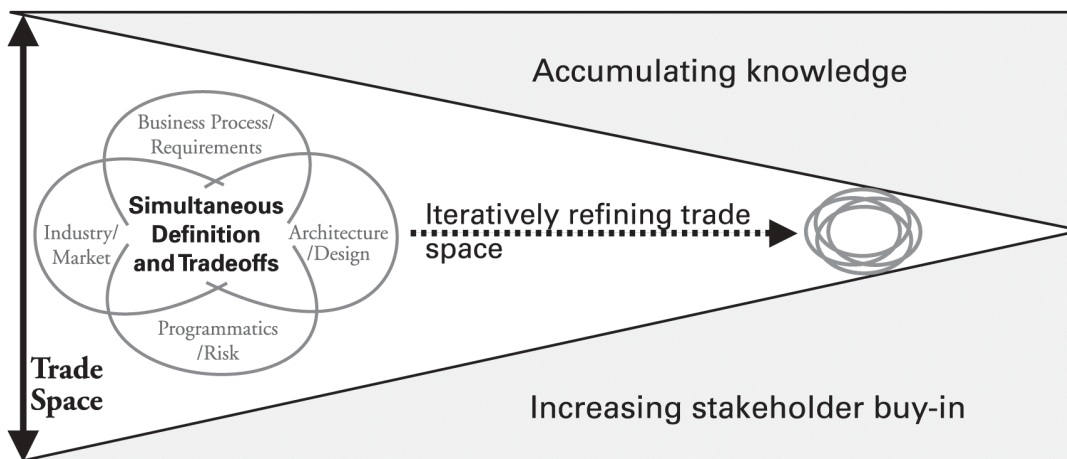 Accumulating knowledge
Business Process/
Requirements
Simultaneous
Definition
and Tradeoffs
Industry/
Market
Architecture
/Design
Programmatics
/Risk
Iteratively refining trade
space
Trade
Space
Increasing stakeholder buy-in